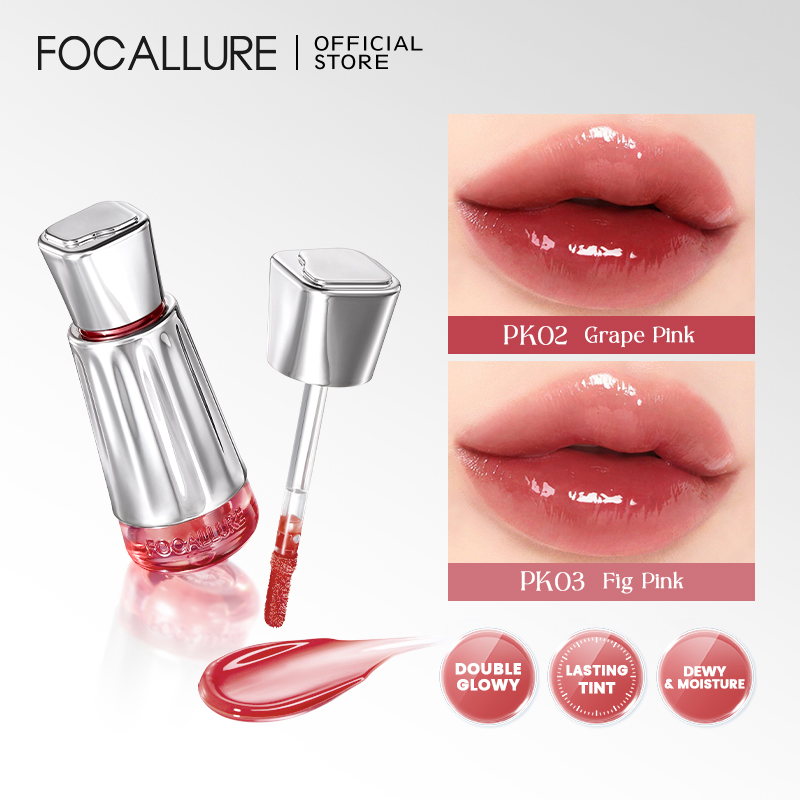 FOCALLURE
OFFICIAL
STORE
PK02 Grape Pink
FOCALLURE
PK03 Fig Pink
DOUBLE
GLOWY
LASTING
TINT
DEWY
& MOISTURE